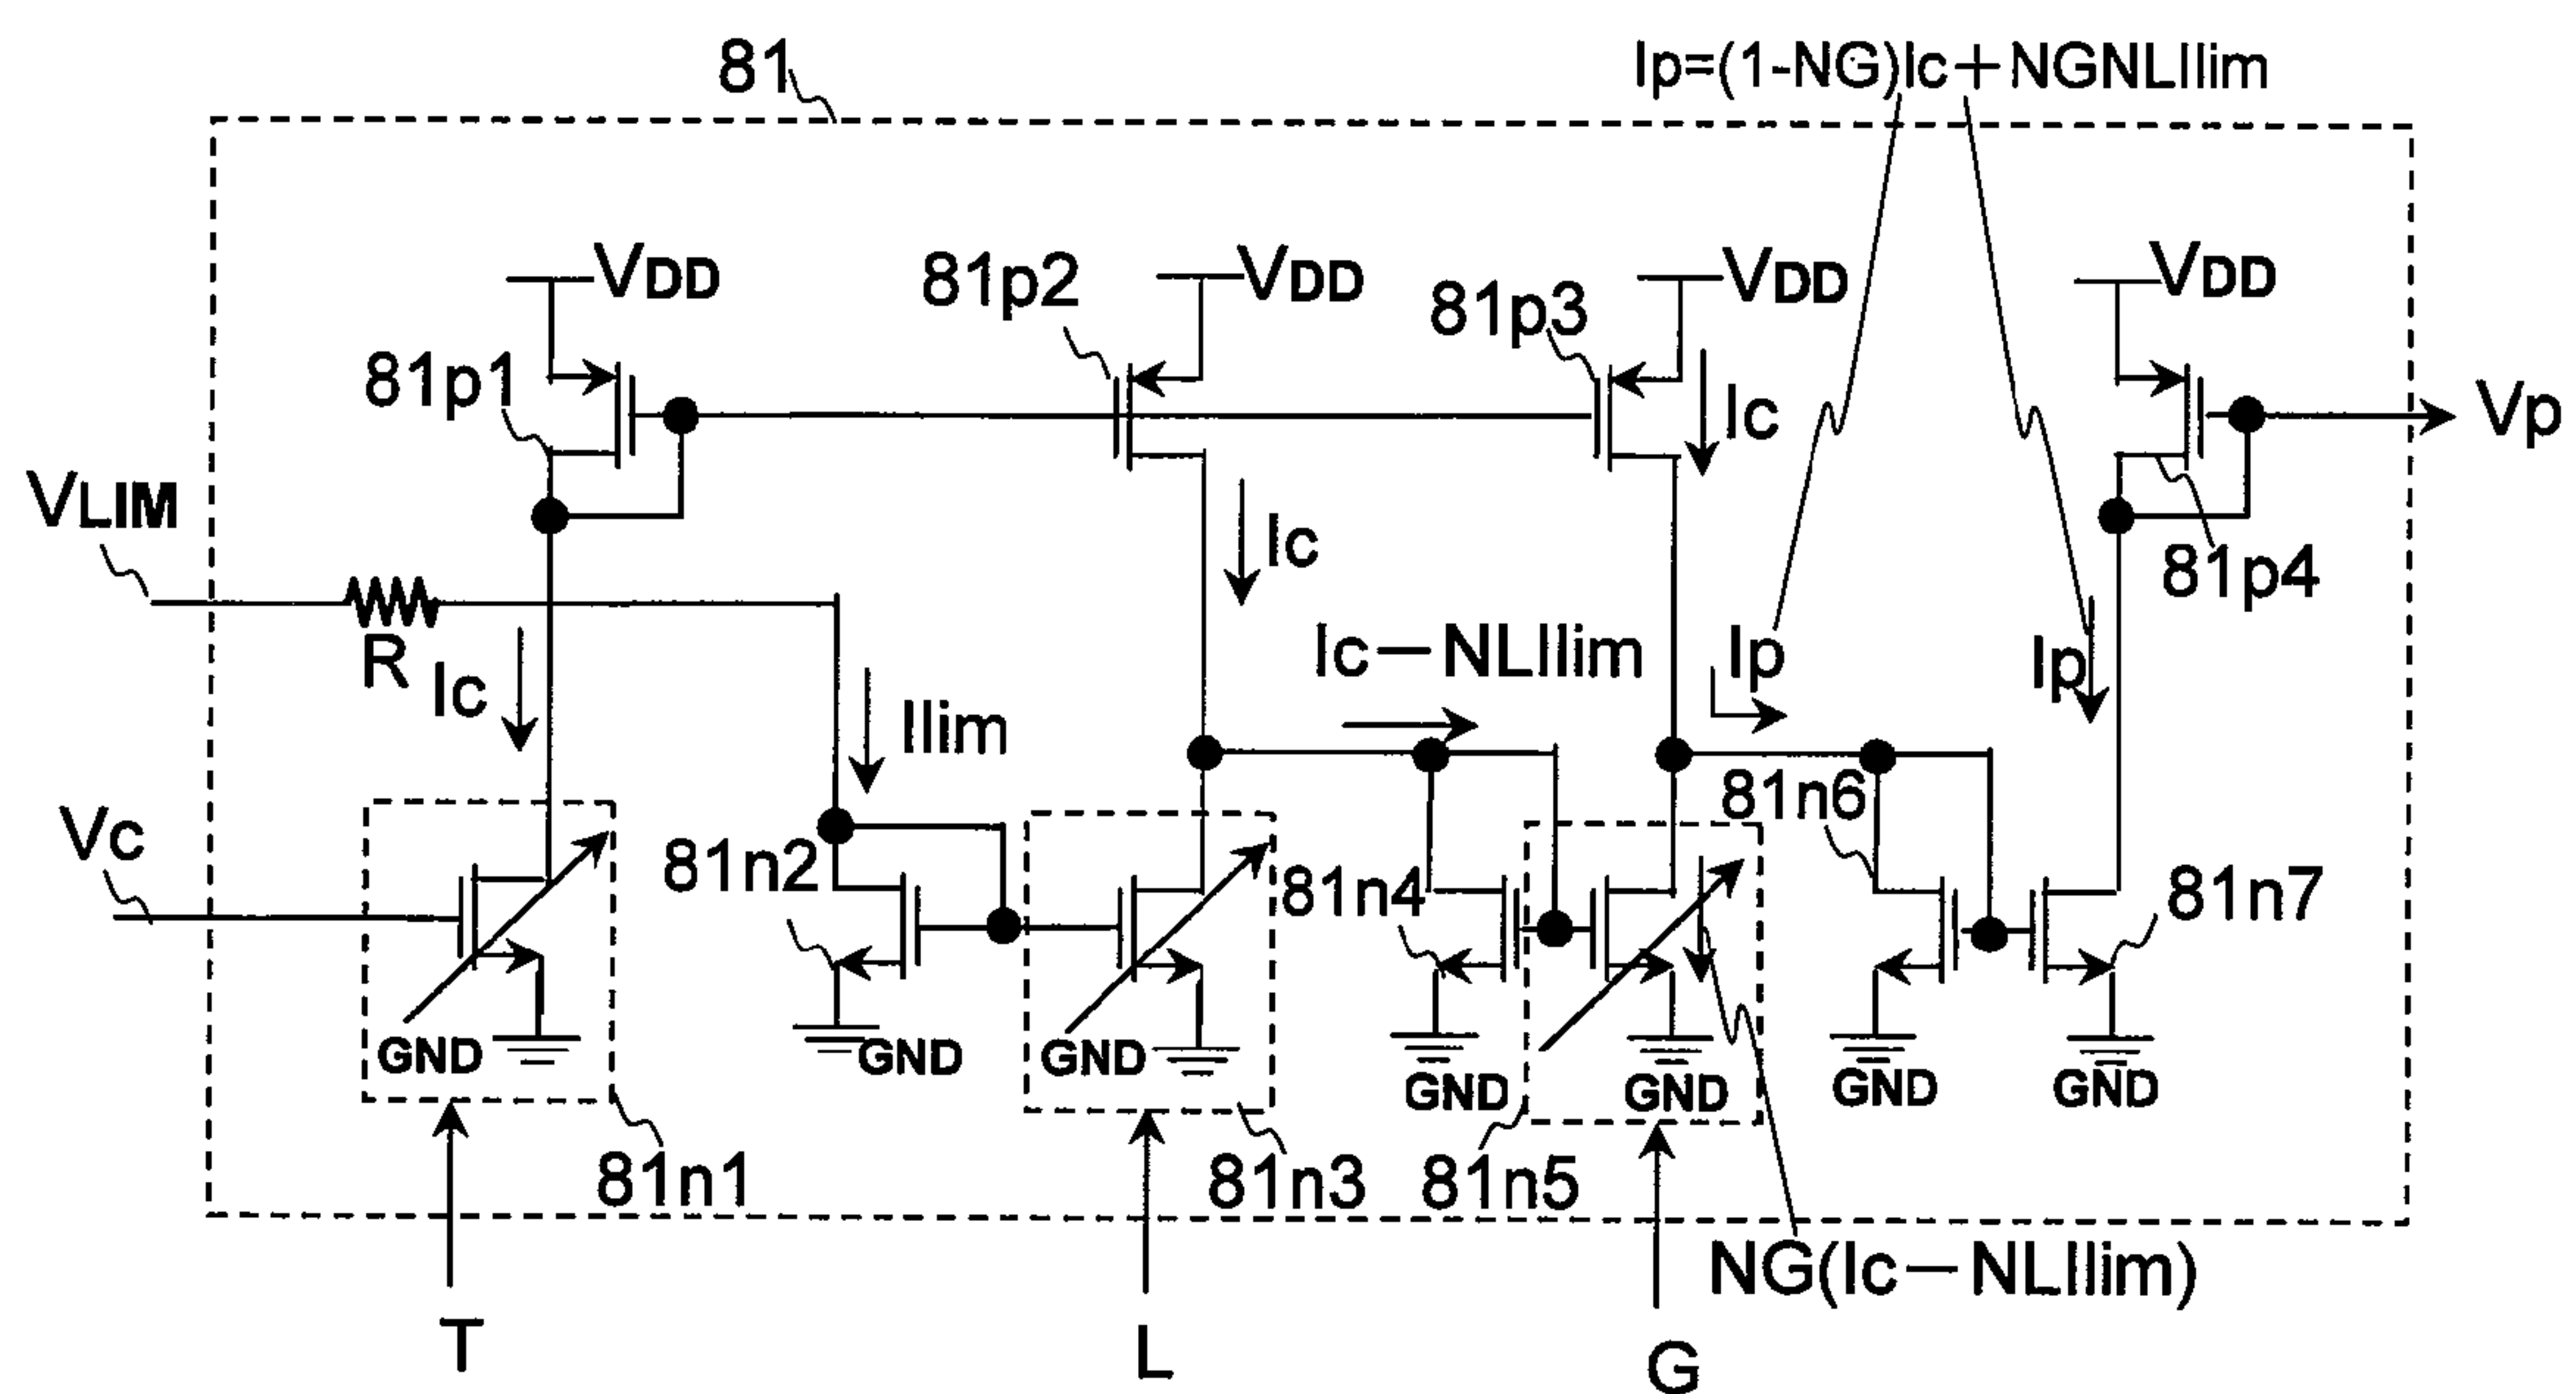 81
Ip=(1-NG)Ic+NGNLIlim
VDD
VDD
VDD
VDD
81p2
81p3
81p1
Ic
Vp
VLIM
Ic
81p4
R
Ic
Ilim
Ic－NLIlim
Ip
Ip
81n6
Vc
81n2
81n4
81n7
GND
GND
GND
GND
GND
GND
GND
81n1
81n3
81n5
NG(Ic－NLIlim)
T
L
G